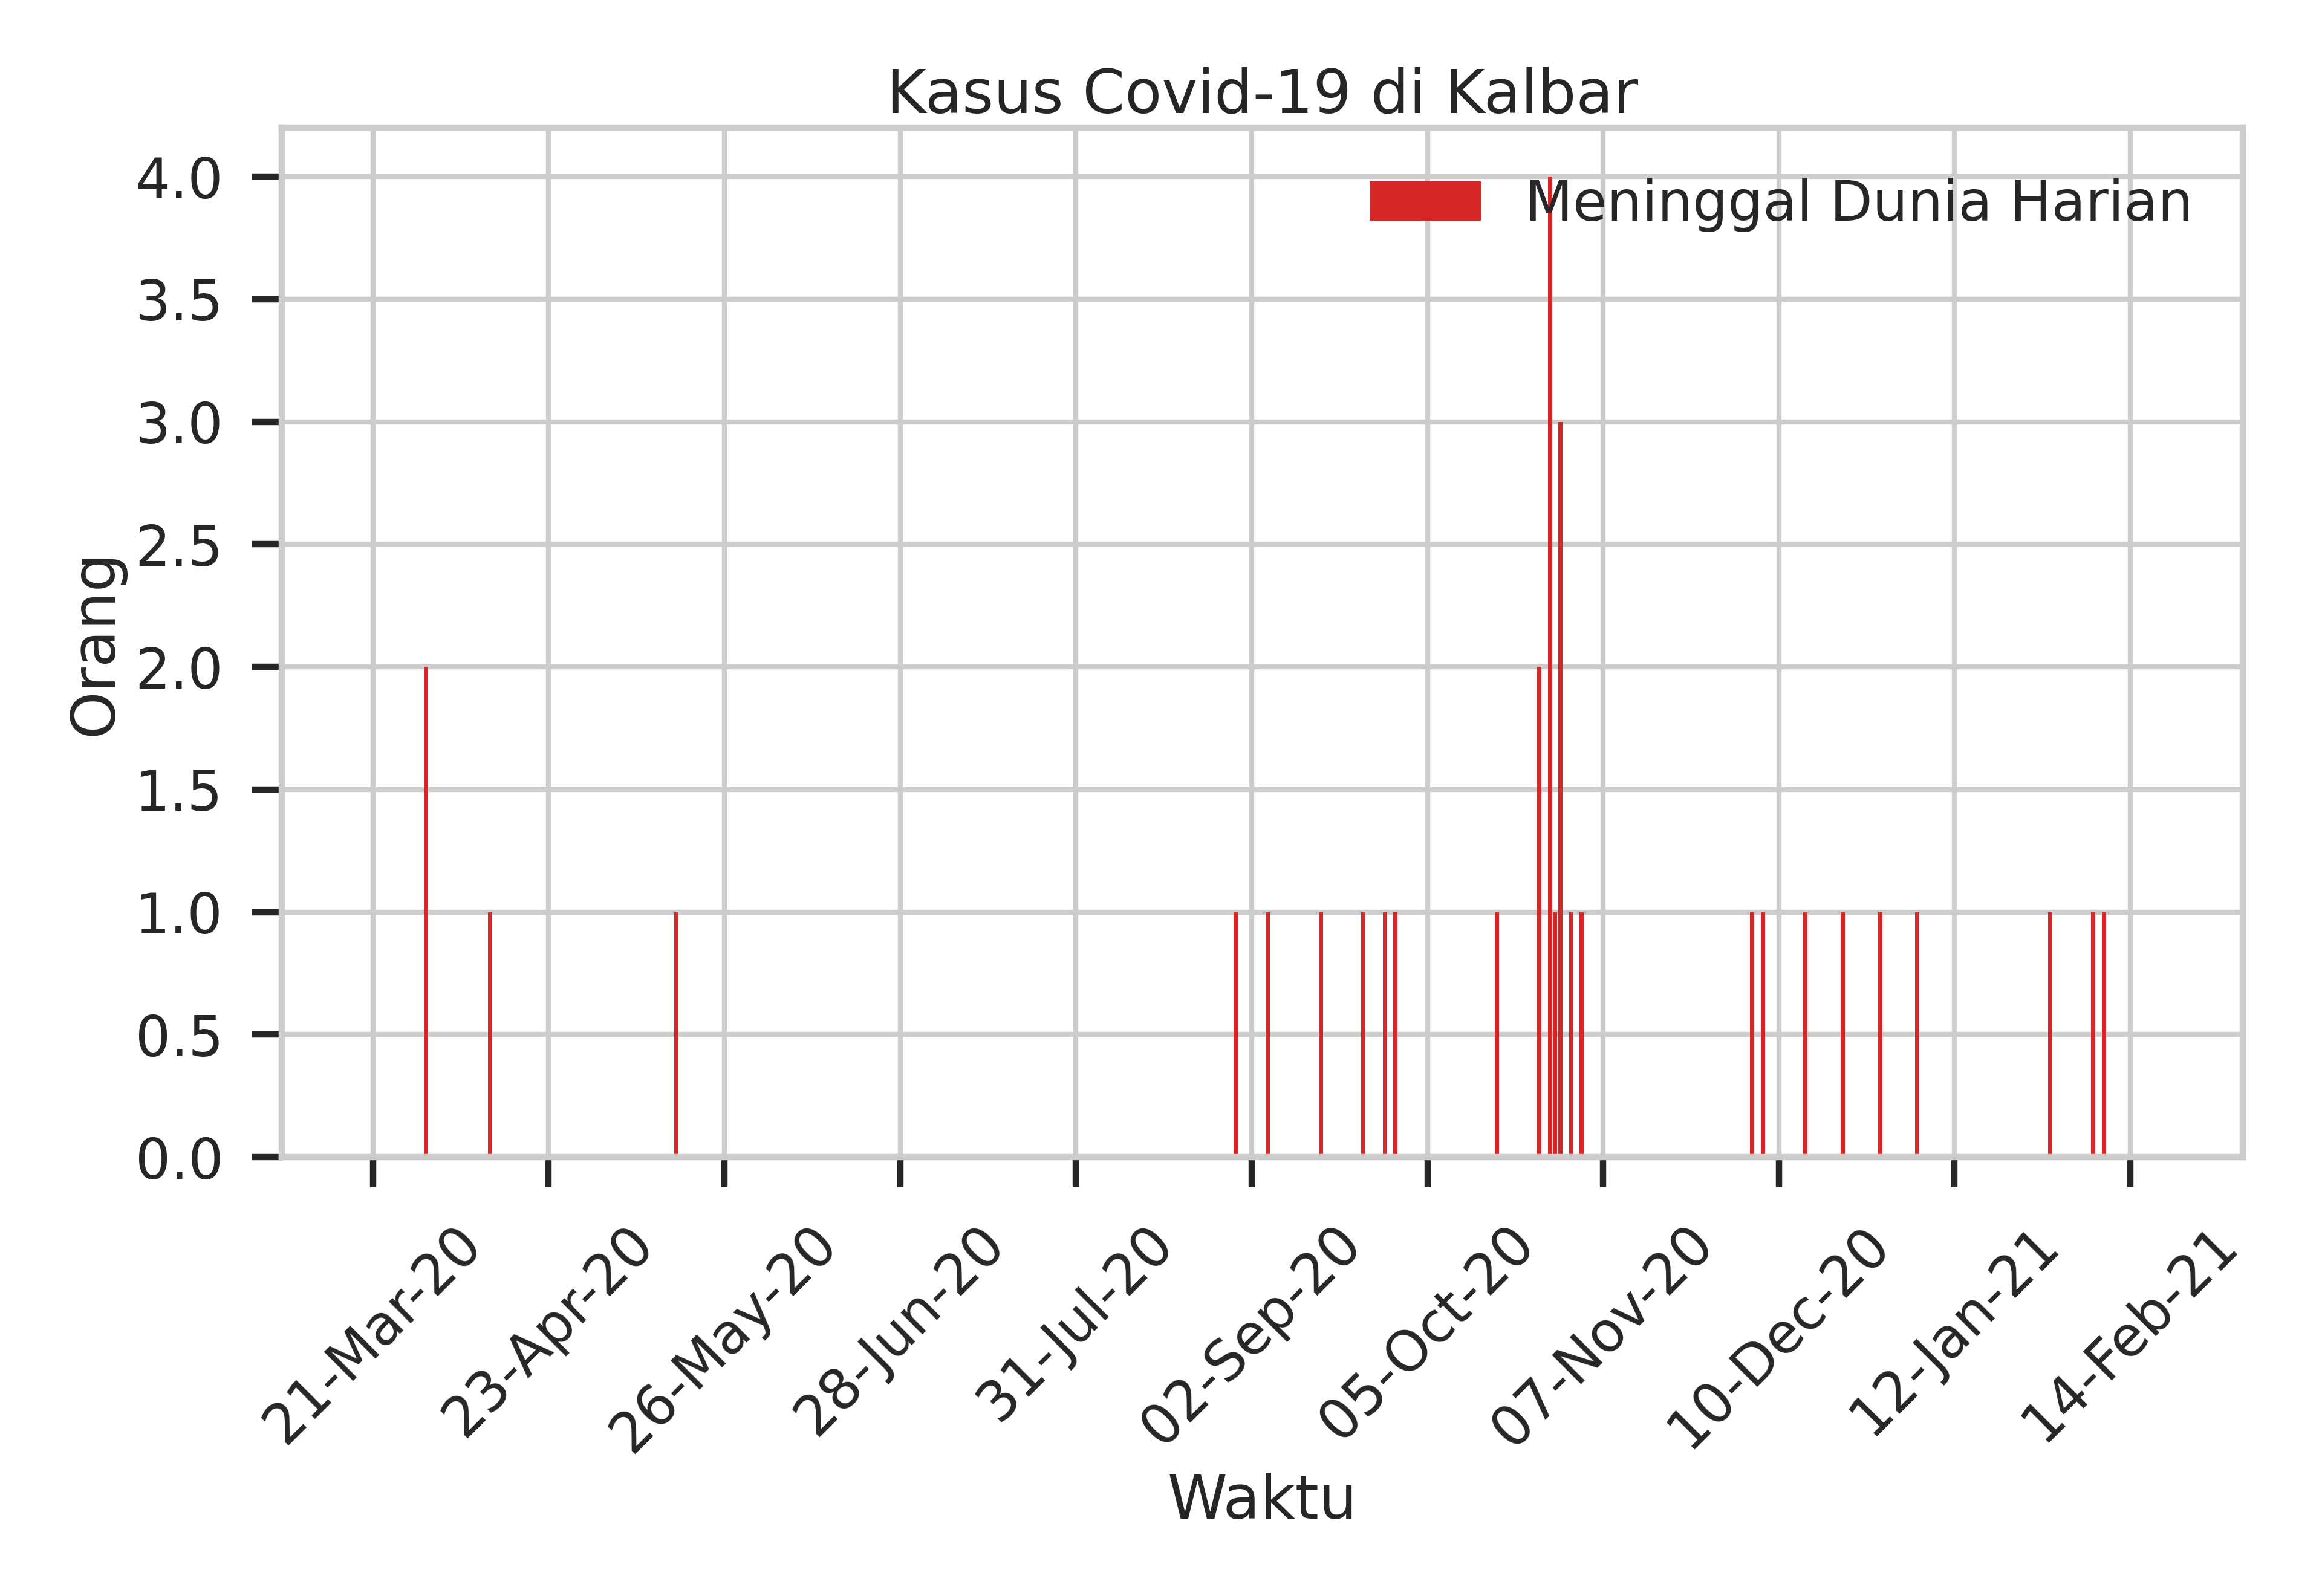 Kasus Covid-19 di Kalbar
Meninggal Dunia Harian
Orang
4.0
3.5
3.0
2.5
2.0
1.5
1.0
0.5
0.0
21-Mar-20
23-Apr-20
26-May-20
28-Jun-20
31-Jul-20
02-Sep-20
05-Oct-20
07-Nov-20
10-Dec-20
12-Jan-21
14-Feb-21
Waktu